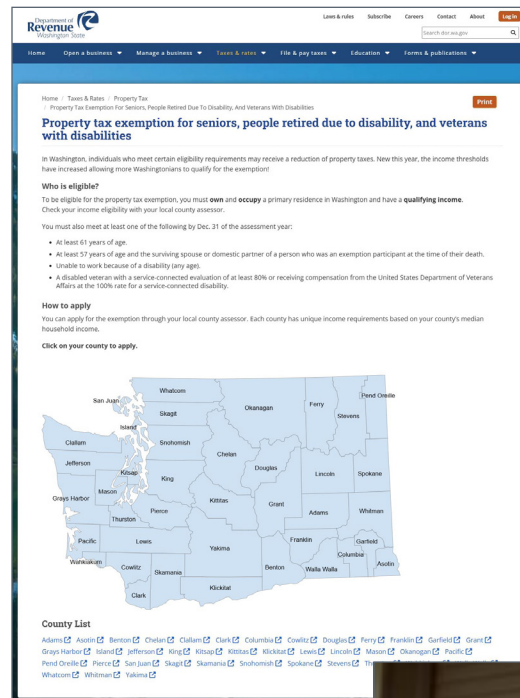 Department of
Revenue
Washington State
Laws & rules Subscribe Careers Contact About Log in
Search dor.wa.gov
Home Open a business Manage a business Taxes & rates File & pay taxes Education Forms & publications
Home / Taxes & Rates / Property Tax
/ Property Tax Exemption For Seniors, People Retired Due To Disability, And Veterans With Disabilities
Print
Property tax exemption for seniors, people retired due to disability, and veterans
with disabilities
In Washington, individuals who meet certain eligibility requirements may receive a reduction of property taxes. New this year, the income thresholds
have increased allowing more Washingtonians to qualify for the exemption!
Who is eligible?
To be eligible for the property tax exemption, you must own and occupy a primary residence in Washington and have a qualifying income.
Check your income eligibility with your local county assessor.
You must also meet at least one of the following by Dec. 31 of the assessment year:
• At least 61 years of age.
• At least 57 years of age and the surviving spouse or domestic partner of a person who was an exemption participant at the time of their death.
• Unable to work because of a disability (any age).
• A disabled veteran with a service-connected evaluation of at least 80% or receiving compensation from the United States Department of Veterans
Affairs at the 100% rate for a service-connected disability.
How to apply
You can apply for the exemption through your local county assessor. Each county has unique income requirements based on your county's median
household income.
Click on your county to apply.
Whatcom
Pend Oreille
San Juan
Okanagan
Ferry
Skagit
Stevens
Island
Clallam
Snohomish
Chelan
Jefferson
Douglas
Kitsap
King
Lincoln
Spokane
Mason
Grays Harbor
Kittitas
Grant
Pierce
Adams
Whitman
Thurston
Pacific
Lewis
Franklin
Garfield
Yakima
Columbia
Wahkiakum
Cowlitz
Benton
Walla Walla
Asotin
Skamania
Klickitat
Clark
County List
Adams Asotin Benton Chelan Clallam Clark Columbia Cowlitz Douglas Ferry Franklin Garfield Grant
Grays Harbor Island Jefferson King Kitsap Kittitas Klickitat Lewis Lincoln Mason Okanogan Pacific
Pend Oreille Pierce San Juan Skagit Skamania Snohomish Spokane Stevens
Whatcom Whitman Yakima